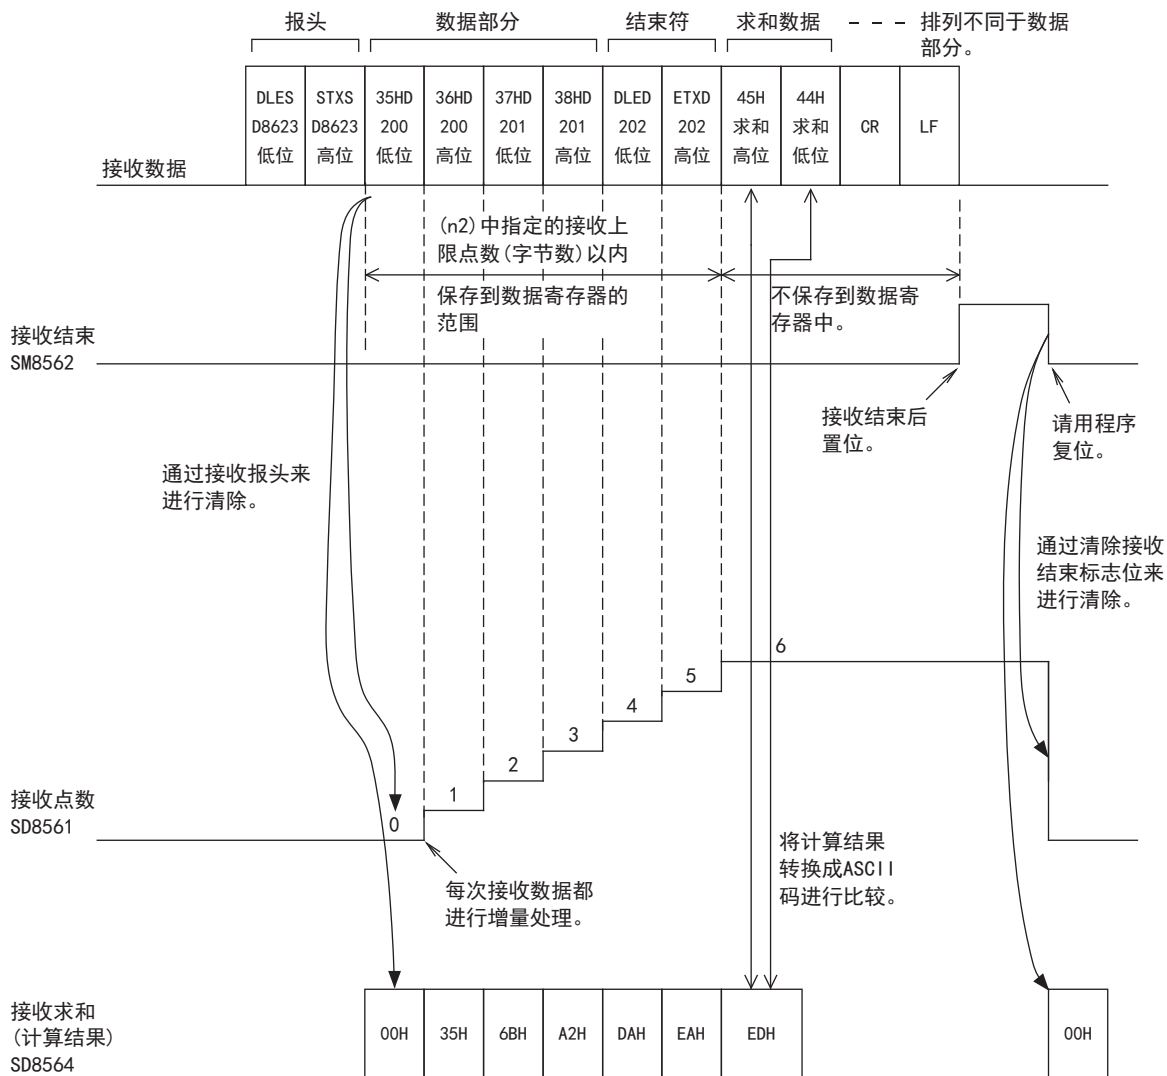 报头
数据部分
结束符
求和数据
排列不同于数据
部分。
接收数据
DLES
D8623
低位
STXS
D8623
高位
35HD
200
低位
36HD
200
高位
37HD
201
低位
38HD
201
高位
DLED
202
低位
ETXD
202
高位
45H
求和
高位
44H
求和
低位
CR
LF
(n2)中指定的接收上
限点数(字节数)以内
保存到数据寄存器的
范围
不保存到数据寄
存器中。
接收结束
SM8562
接收结束后
置位。
请用程序
复位。
通过接收报头来
进行清除。
通过清除接收
结束标志位来
进行清除。
接收点数
SD8561
0
1
2
3
4
5
6
每次接收数据都
进行增量处理。
将计算结果
转换成ASCII
码进行比较。
接收求和
(计算结果)
SD8564
00H
35H
6BH
A2H
DAH
EAH
EDH
00H